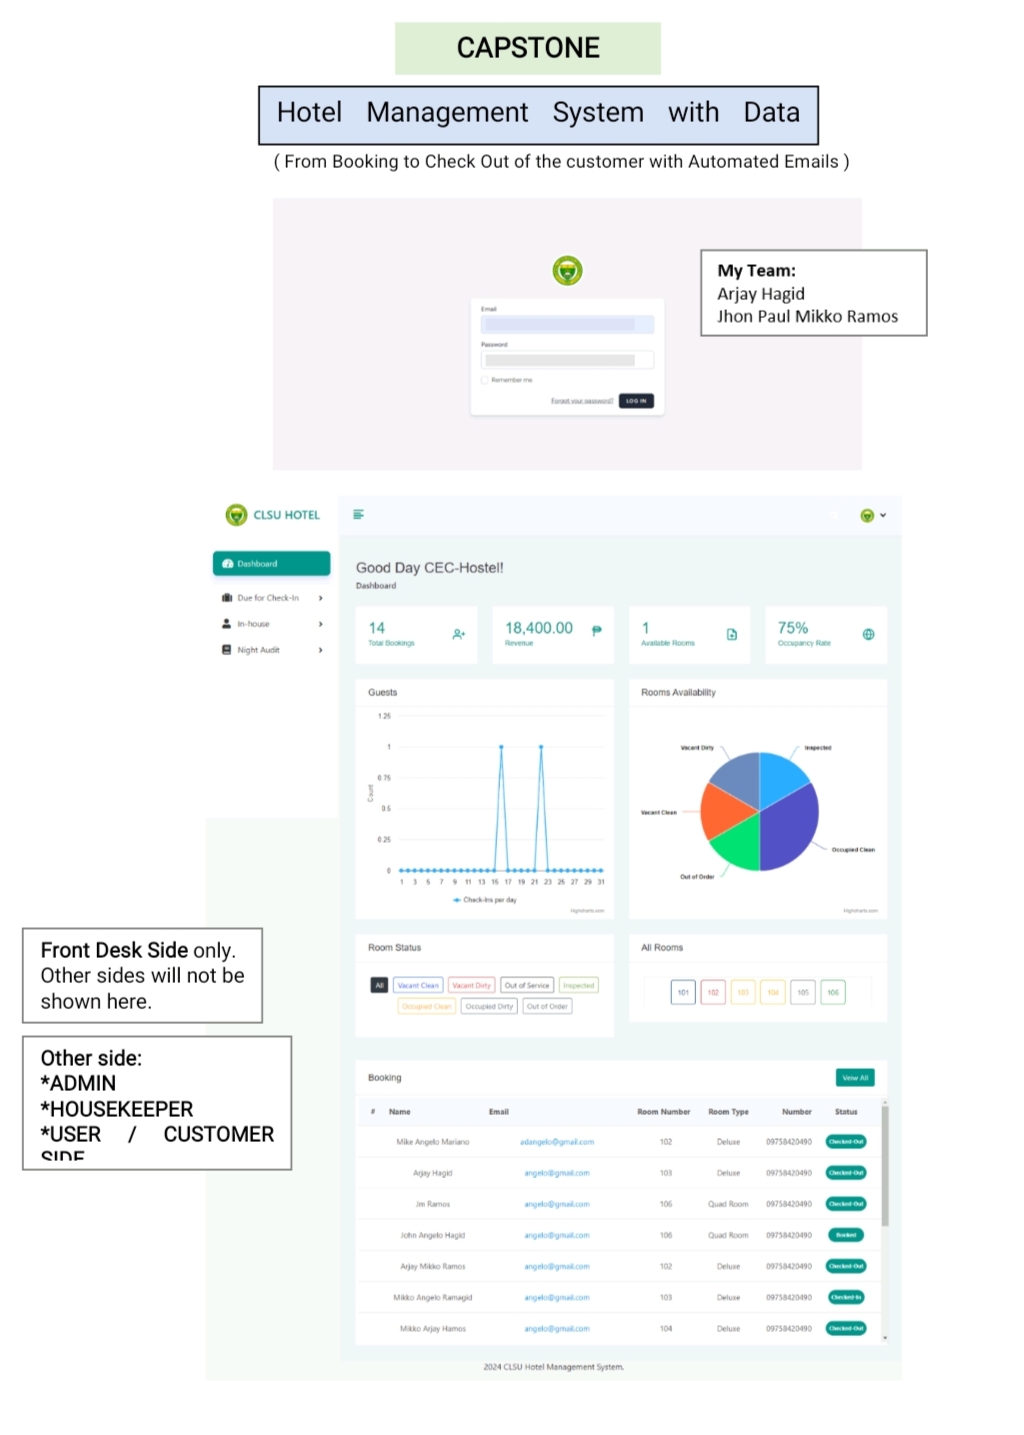 CAPSTONE
Hotel Management System with Data
( From Booking to Check Out of the customer with Automated Emails )
My Team:
Arjay Hagid
Jhon Paul Mikko Ramos
Email
Password
Remember me
Forgot your password?
LOG IN
CLSU HOTEL
Dashboard
Due for Check-In
In-house
Night Audit
Good Day CEC-Hostel!
Dashboard
14
Total Bookings
18,400.00
Revenue
1
Available Rooms
75%
Occupancy Rate
Guests
1.25
1
0.75
0.5
0.25
0
Count
1 3 5 7 9 11 13 15 17 19 21 23 25 27 29 31
Check-Ins per day
Highcharts.com
Rooms Availability
Vacant Dirty
Inspected
Vacant Clean
Occupied Clean
Out of Order
Highcharts.com
Front Desk Side only.
Other sides will not be
shown here.
Other side:
*ADMIN
*HOUSEKEEPER
*USER / CUSTOMER
SIDE
Room Status
All Vacant Clean Vacant Dirty Out of Service Inspected
Occupied Clean Occupied Dirty Out of Order
All Rooms
101 102 103 104 105 106
Booking
View All
# Name Email Room Number Room Type Number Status
Mike Angelo Mariano adangelo@gmail.com 102 Deluxe 09758420490 Checked-Out
Arjay Hagid angelo@gmail.com 103 Deluxe 09758420490 Checked-Out
Jm Ramos angelo@gmail.com 106 Quad Room 09758420490 Checked-Out
John Angelo Hagid angelo@gmail.com 106 Quad Room 09758420490 Booked
Arjay Mikko Ramos angelo@gmail.com 102 Deluxe 09758420490 Checked-Out
Mikko Angelo Ramagid angelo@gmail.com 103 Deluxe 09758420490 Checked-In
Mikko Arjay Hamos angelo@gmail.com 104 Deluxe 09758420490 Checked-Out
2024 CLSU Hotel Management System.